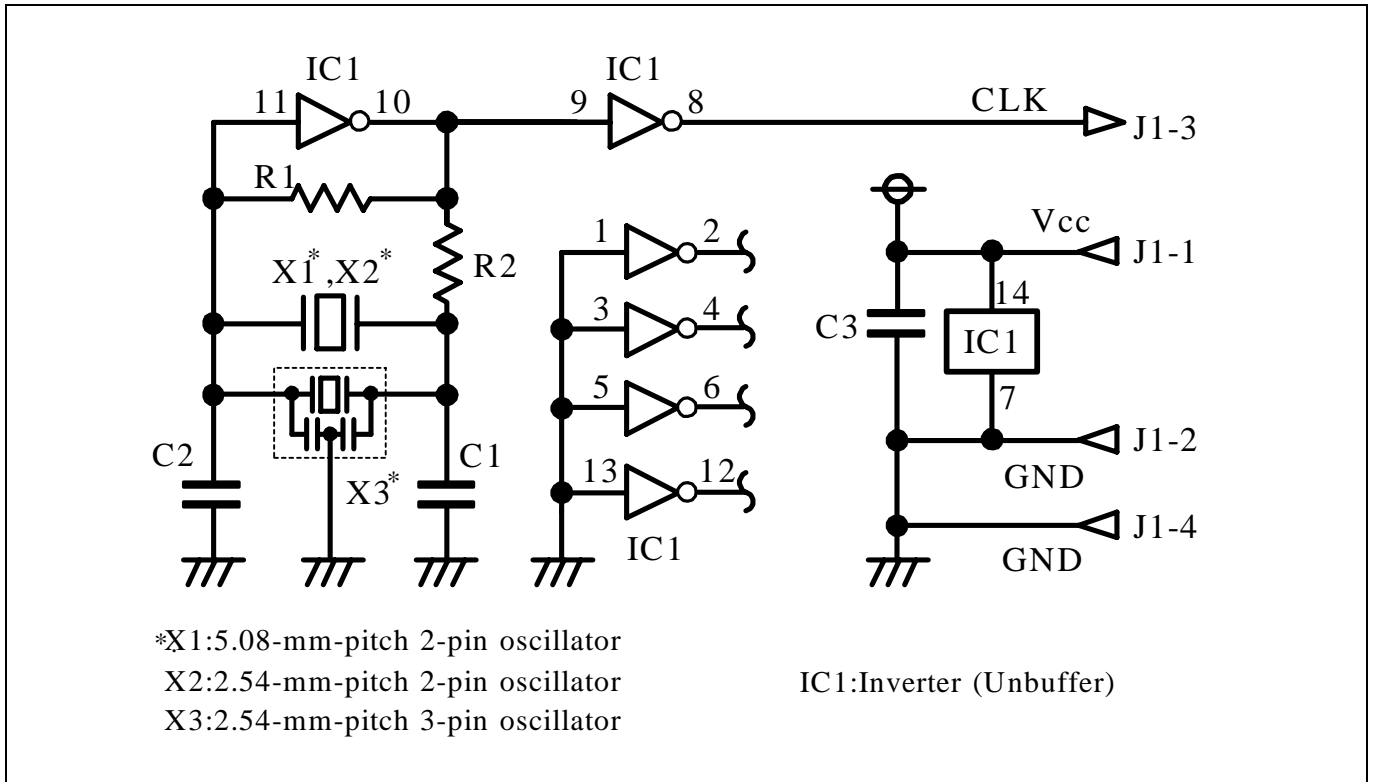 IC1
IC1
11
10
9
8
CLK
J1-3
R1
R2
X1*,X2*
1
2
3
4
5
6
13
12
IC1
Vcc
J1-1
14
C3
IC1
7
J1-2
GND
J1-4
GND
C2
X3*
C1
*X1:5.08-mm-pitch 2-pin oscillator
X2:2.54-mm-pitch 2-pin oscillator
X3:2.54-mm-pitch 3-pin oscillator
IC1:Inverter (Unbuffer)